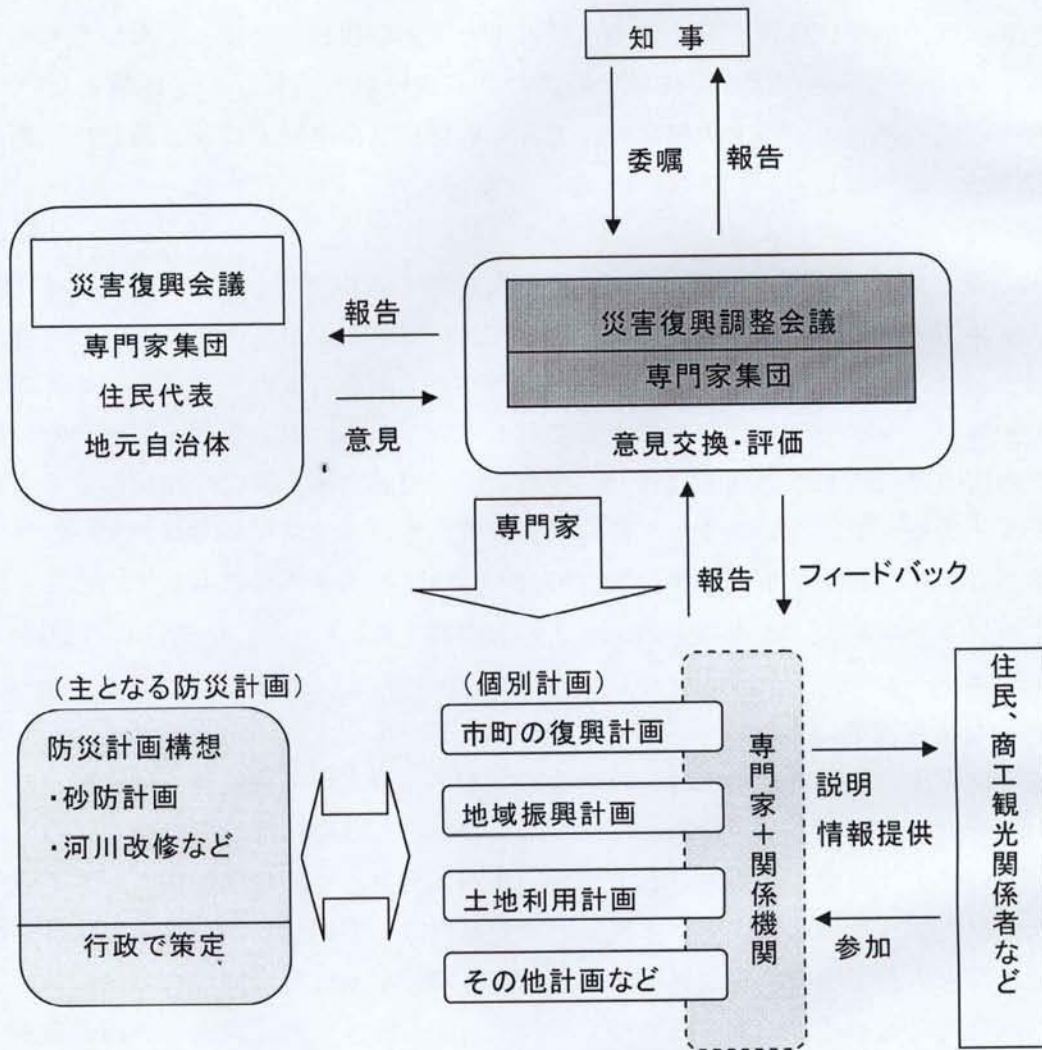 知 事
委嘱
報告
災害復興会議
専門家集団
住民代表
地元自治体
報告
意見
災害復興調整会議
専門家集団
意見交換・評価
専門家
報告
フィードバック
(主となる防災計画)
防災計画構想
・砂防計画
・河川改修など
行政で策定
(個別計画)
市町の復興計画
地域振興計画
土地利用計画
その他計画など
専門家+関係機関
説明
情報提供
参加
住民、商工観光関係者など